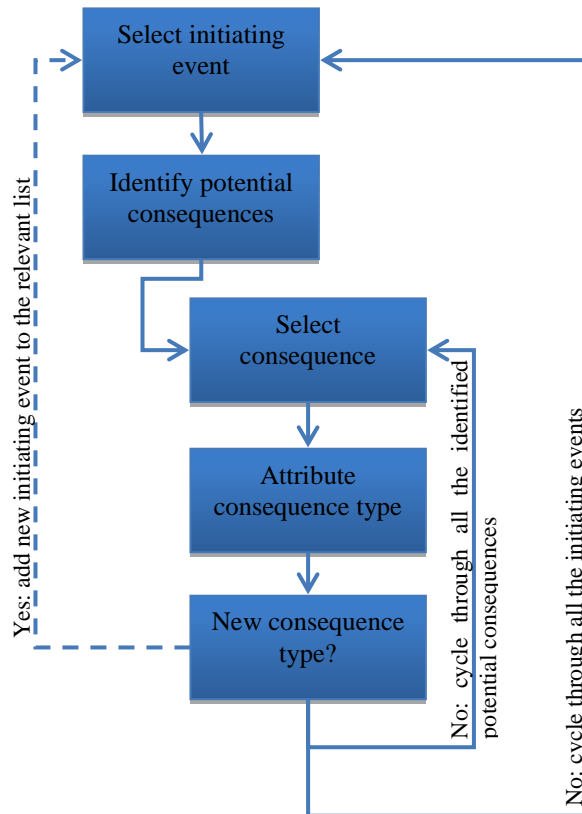 Select initiating
event
Identify potential
consequences
Select
consequence
Attribute
consequence type
New consequence
type?
Yes: add new initiating event to the relevant list
No: cycle through all the identified
potential consequences
No: cycle through all the initiating events